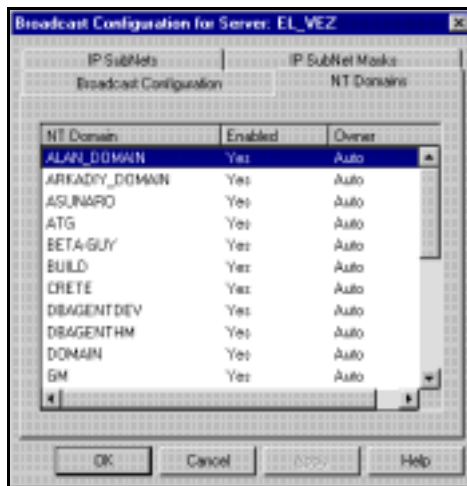 Broadcast Configuration for Server: EL_VEZ
IP SubNets IP SubNet Masks
Broadcast Configuration NT Domains
NT Domain Enabled Owner
ALAN_DOMAIN Yes Auto
ARKADIY_DOMAIN Yes Auto
ASUNARO Yes Auto
ATG Yes Auto
BETA-GUY Yes Auto
BUILD Yes Auto
CRETE Yes Auto
DBAGENTDEV Yes Auto
DBAGENTHM Yes Auto
DOMAIN Yes Auto
GM Yes Auto
OK Cancel Apply Help